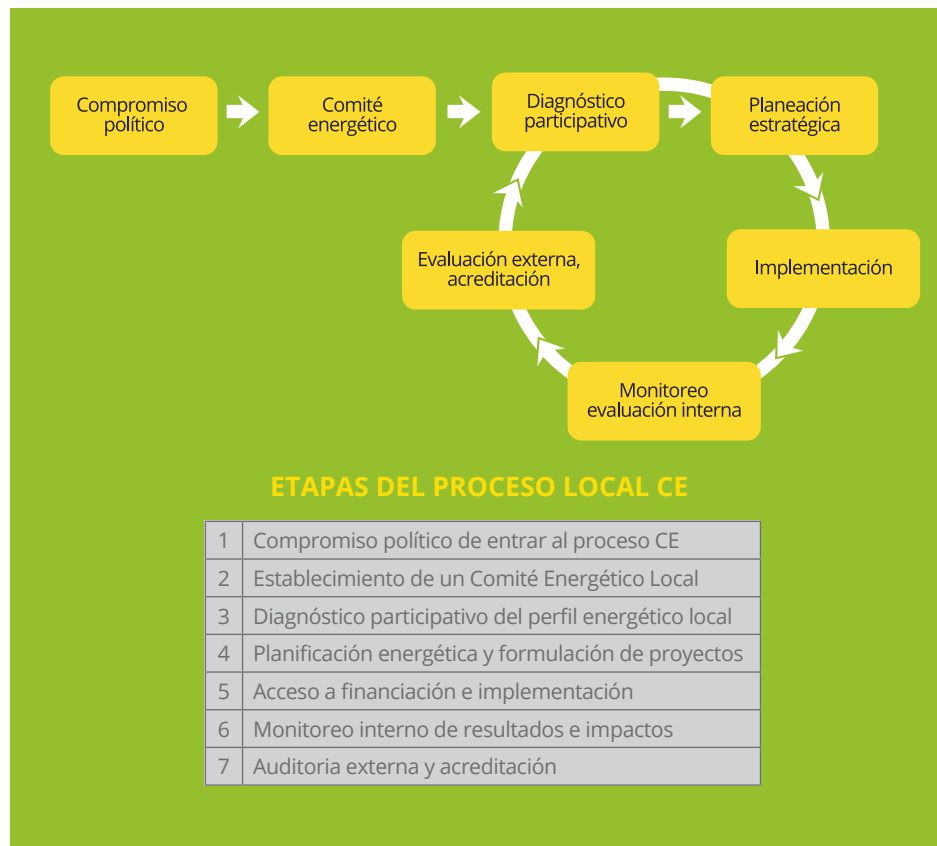 Compromiso
político
Comité
energético
Diagnóstico
participativo
Planeación
estratégica
Evaluación externa,
acreditación
Implementación
Monitoreo
evaluación interna
ETAPAS DEL PROCESO LOCAL CE
1 Compromiso político de entrar al proceso CE
2 Establecimiento de un Comité Energético Local
3 Diagnóstico participativo del perfil energético local
4 Planificación energética y formulación de proyectos
5 Acceso a financiación e implementación
6 Monitoreo interno de resultados e impactos
7 Auditoria externa y acreditación